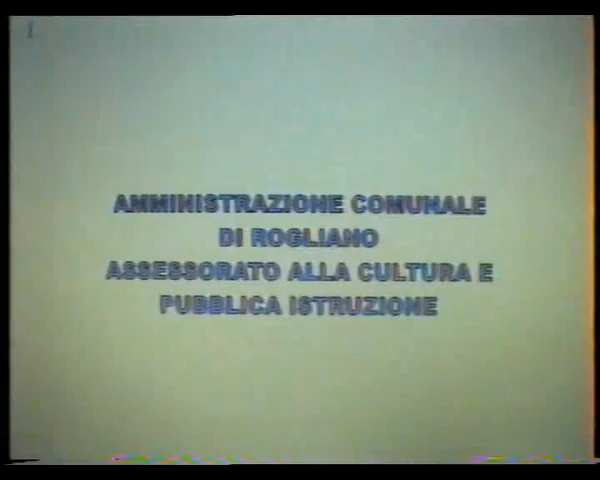 AMMINISTRAZIONE COMUNALE
DI ROGLIANO
ASSESSORATO ALLA CULTURA E
PUBBLICA ISTRUZIONE